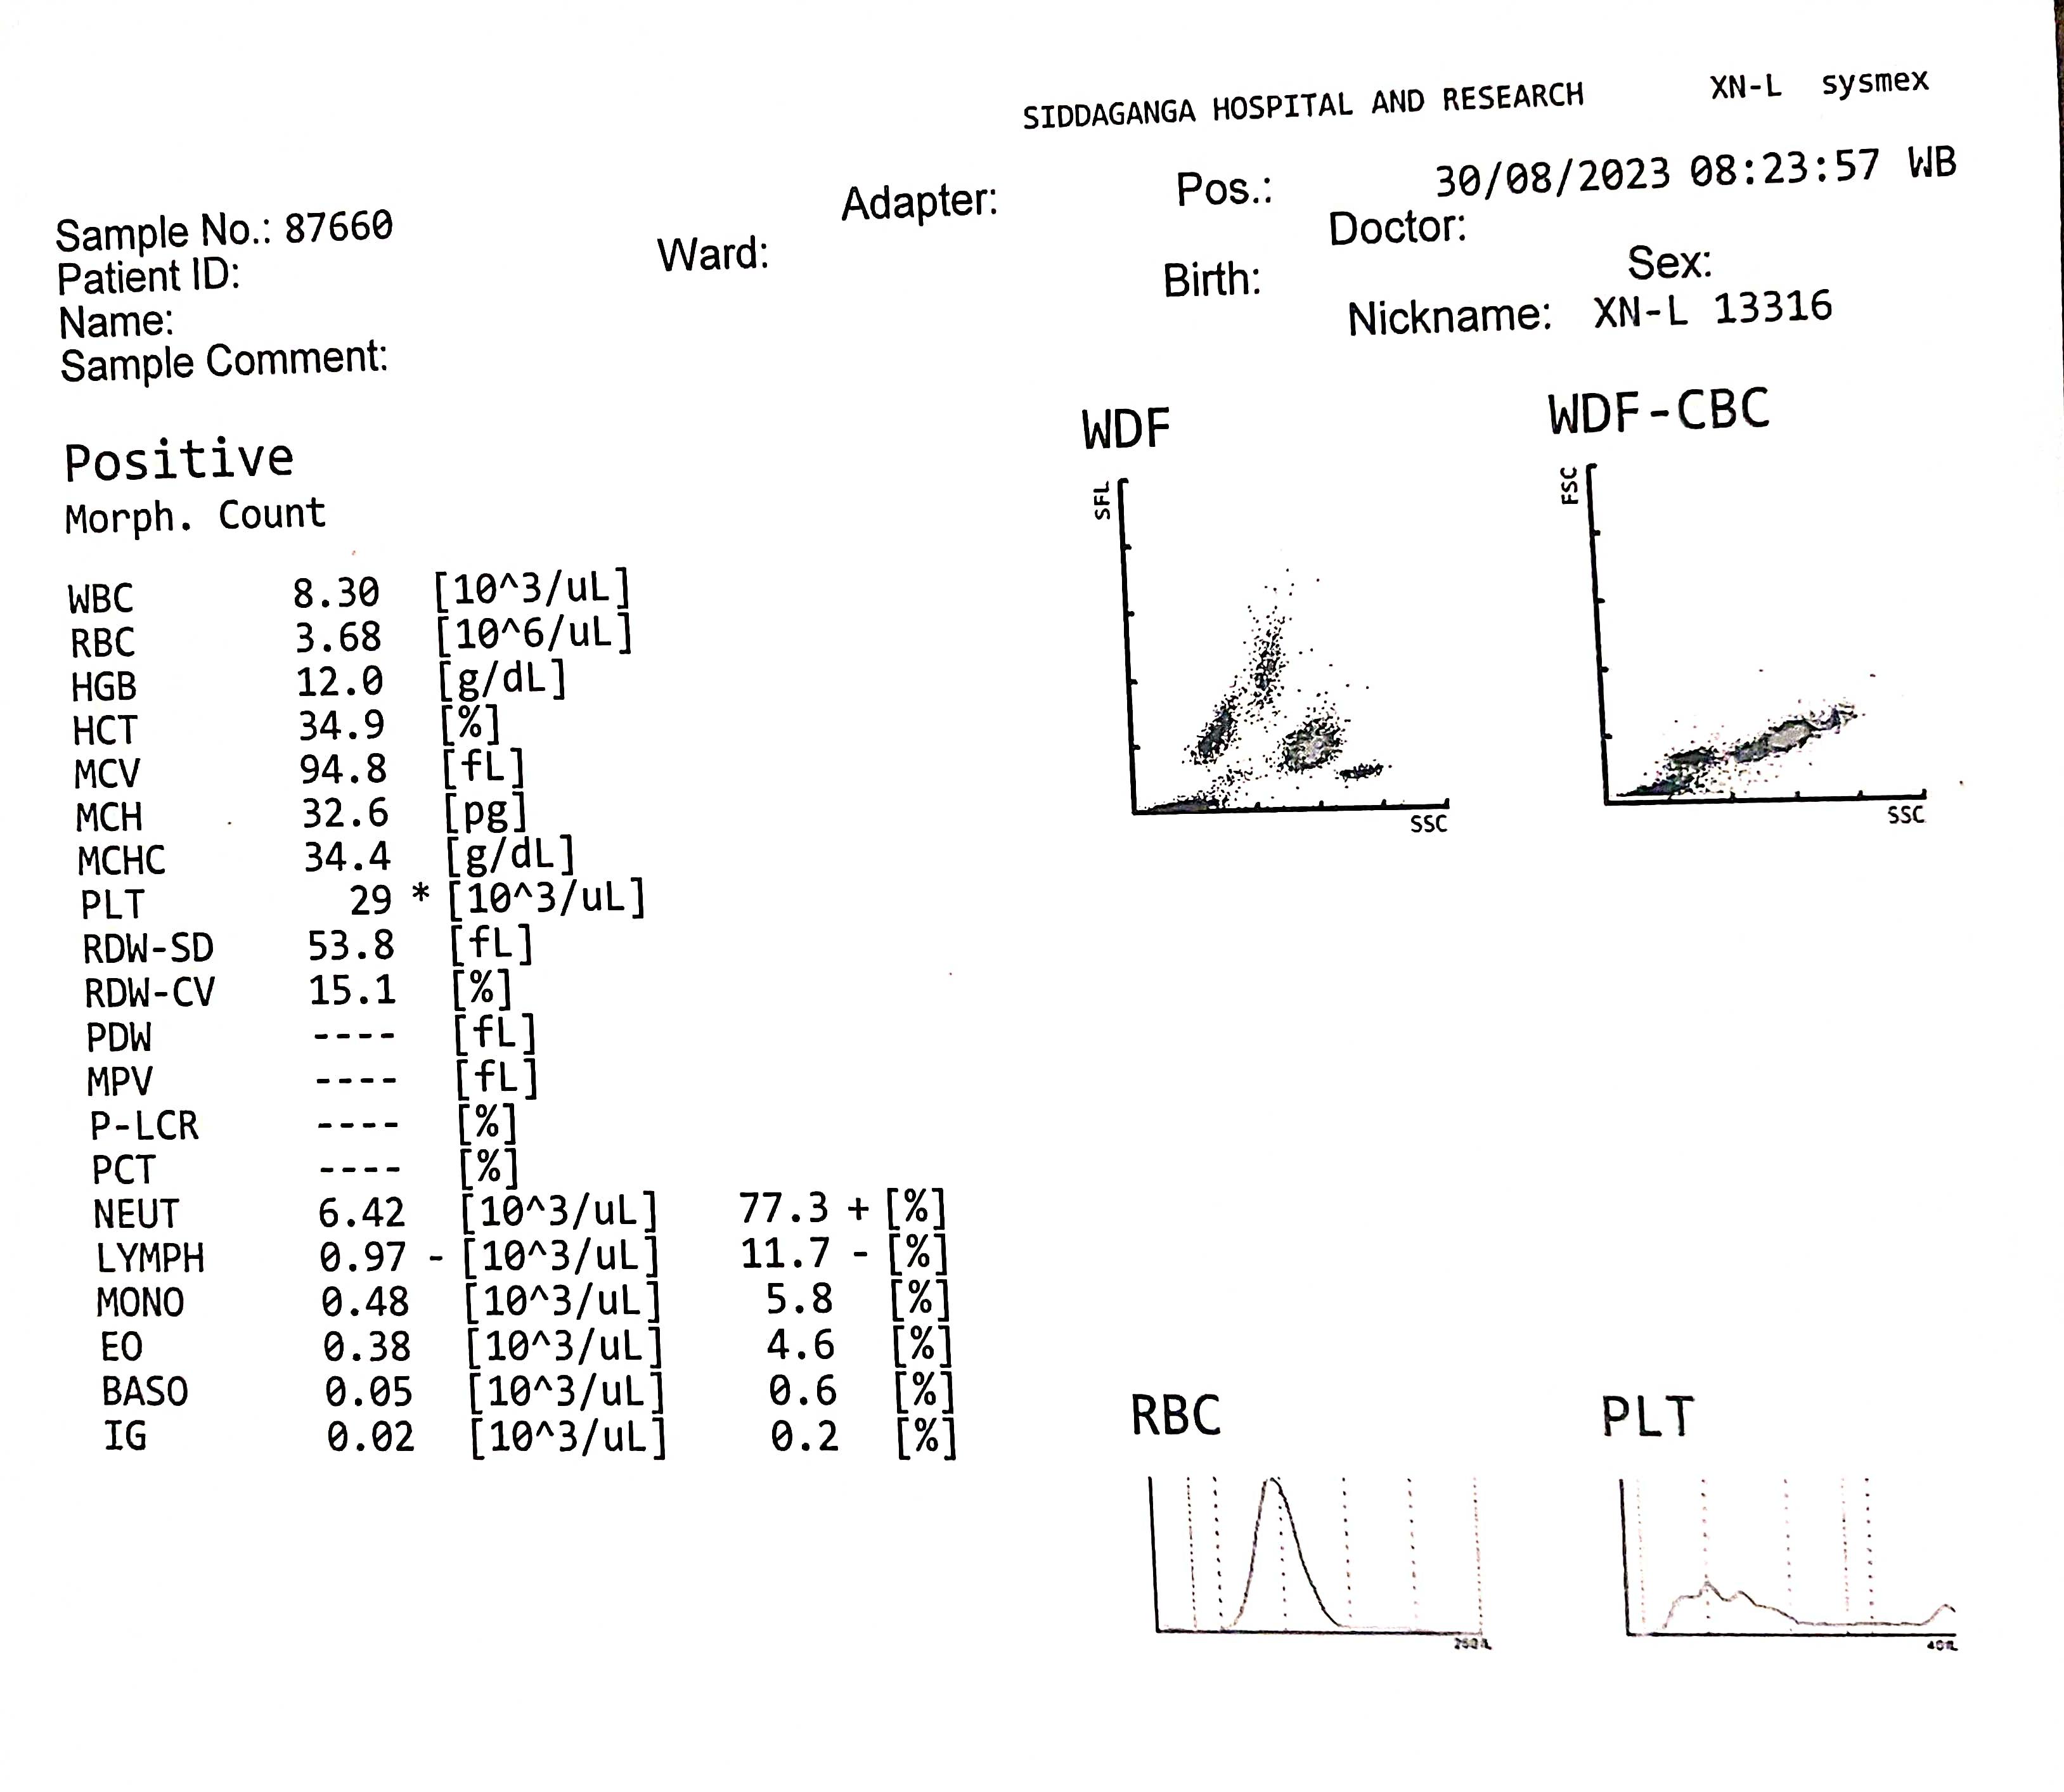 SIDDAGANGA HOSPITAL AND RESEARCH XN-L sysmex
Adapter: Pos.: 30/08/2023 08:23:57 WB
Sample No.: 87660 Ward: Doctor:
Patient ID: Birth: Sex:
Name: Nickname: XN-L 13316
Sample Comment:
Positive
Morph. Count
WDF WDF-CBC
SFL
FSC
SSC
SSC
WBC 8.30 [10^3/uL]
RBC 3.68 [10^6/uL]
HGB 12.0 [g/dL]
HCT 34.9 [%]
MCV 94.8 [fL]
MCH 32.6 [pg]
MCHC 34.4 [g/dL]
PLT 29 * [10^3/uL]
RDW-SD 53.8 [fL]
RDW-CV 15.1 [%]
PDW ---- [fL]
MPV ---- [fL]
P-LCR ---- [%]
PCT ---- [%]
NEUT 6.42 [10^3/uL] 77.3 + [%]
LYMPH 0.97 - [10^3/uL] 11.7 - [%]
MONO 0.48 [10^3/uL] 5.8 [%]
EO 0.38 [10^3/uL] 4.6 [%]
BASO 0.05 [10^3/uL] 0.6 [%]
IG 0.02 [10^3/uL] 0.2 [%]
RBC PLT